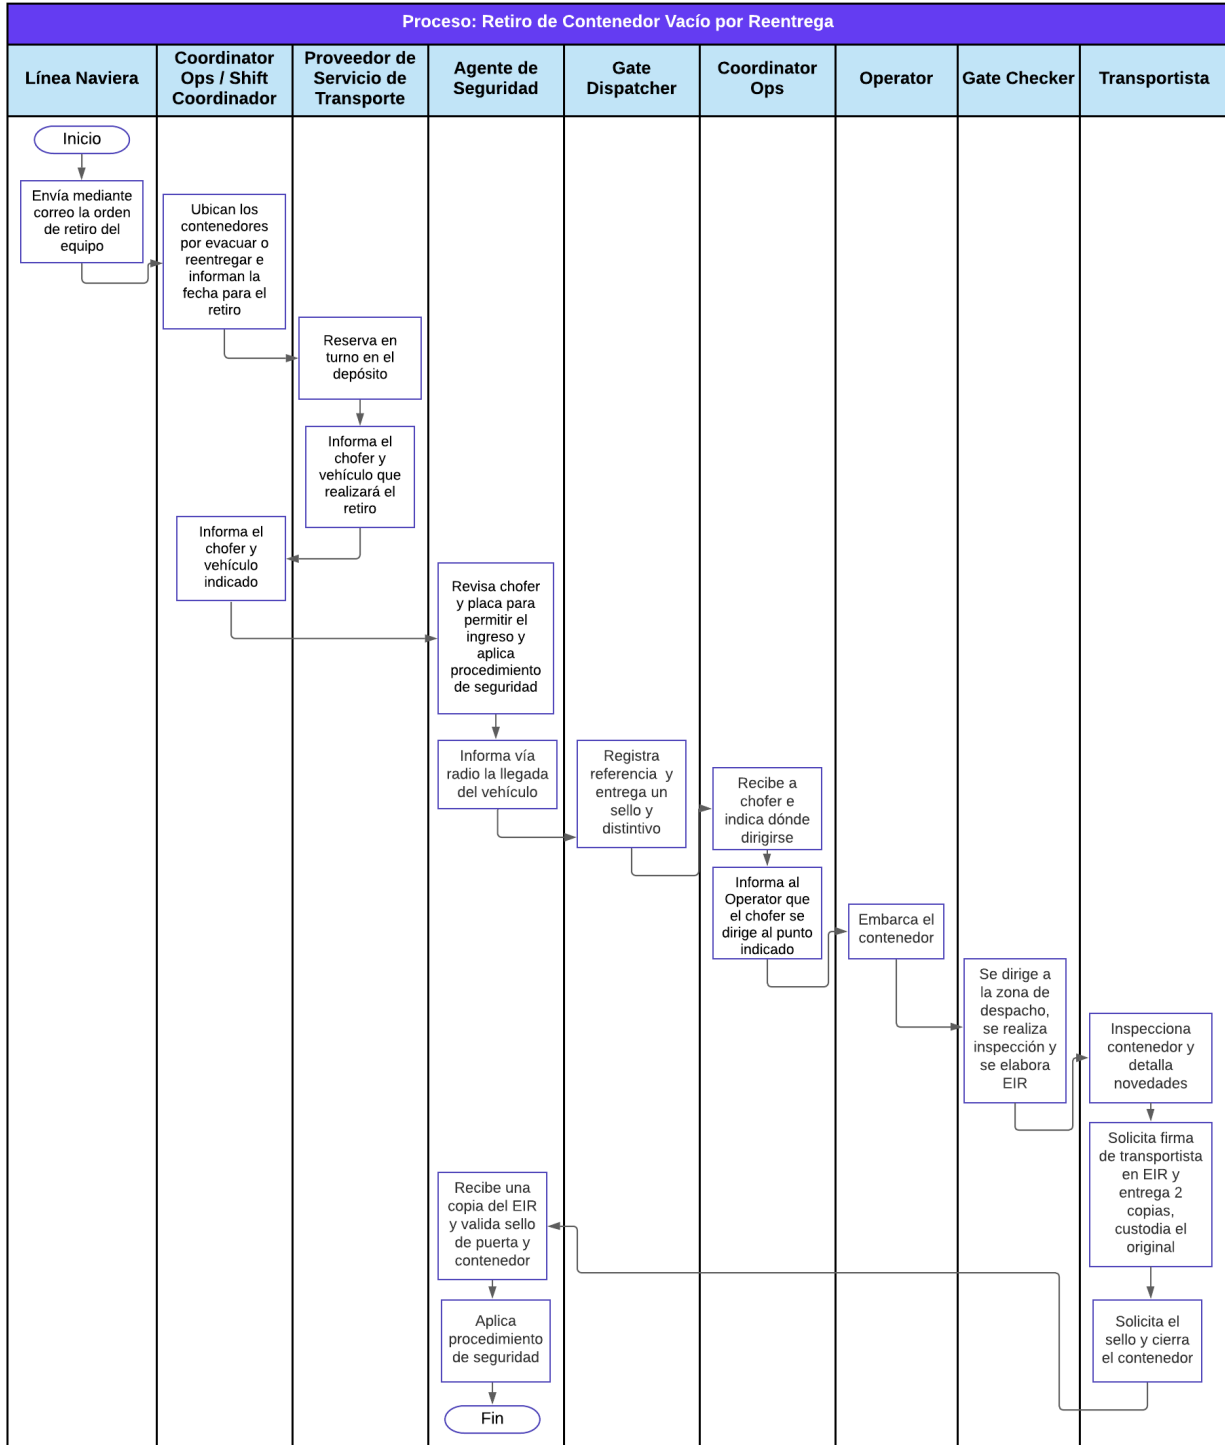 Proceso: Retiro de Contenedor Vacío por Reentrega
Línea Naviera
Coordinator
Ops / Shift
Coordinador
Proveedor de
Servicio de
Transporte
Agente de
Seguridad
Gate
Dispatcher
Coordinator
Ops
Operator
Gate Checker
Transportista
Inicio
Envía mediante
correo la orden
de retiro del
equipo
Ubican los
contenedores
por evacuar o
reentregar e
informan la
fecha para el
retiro
Reserva en
turno en el
depósito
Informa el
chofer y
vehículo que
realizará el
retiro
Informa el
chofer y
vehículo
indicado
Revisa chofer
y placa para
permitir el
ingreso y
aplica
procedimiento
de seguridad
Informa vía
radio la llegada
del vehículo
Registra
referencia y
entrega un
sello y
distintivo
Recibe a
chofer e
indica dónde
dirigirse
Informa al
Operator que
el chofer se
dirige al punto
indicado
Embarca el
contenedor
Se dirige a
la zona de
despacho,
se realiza
inspección y
se elabora
EIR
Inspecciona
contenedor y
detalla
novedades
Solicita firma
de transportista
en EIR y
entrega 2
copias,
custodia el
original
Solicita el
sello y cierra
el contenedor
Recibe una
copia del EIR
y valida sello
de puerta y
contenedor
Aplica
procedimiento
de seguridad
Fin